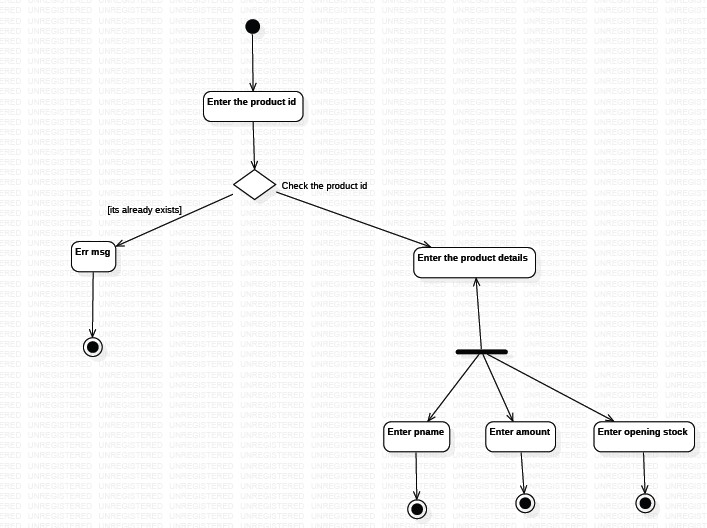 Enter the product id
Check the product id
[its already exists]
Err msg
Enter the product details
Enter pname
Enter amount
Enter opening stock
UNREGISTERED